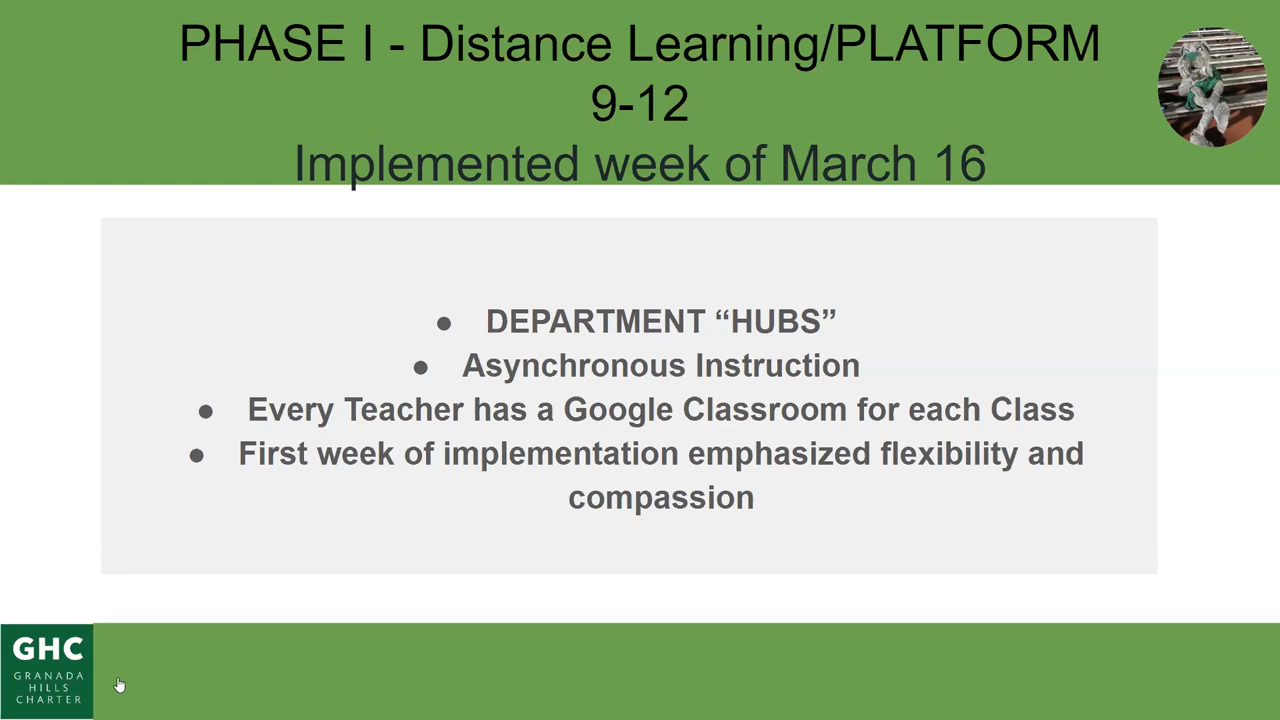 PHASE I - Distance Learning/PLATFORM
9-12
Implemented week of March 16
● DEPARTMENT “HUBS”
● Asynchronous Instruction
● Every Teacher has a Google Classroom for each Class
● First week of implementation emphasized flexibility and
compassion
GHC
GRANADA
HILLS
CHARTER